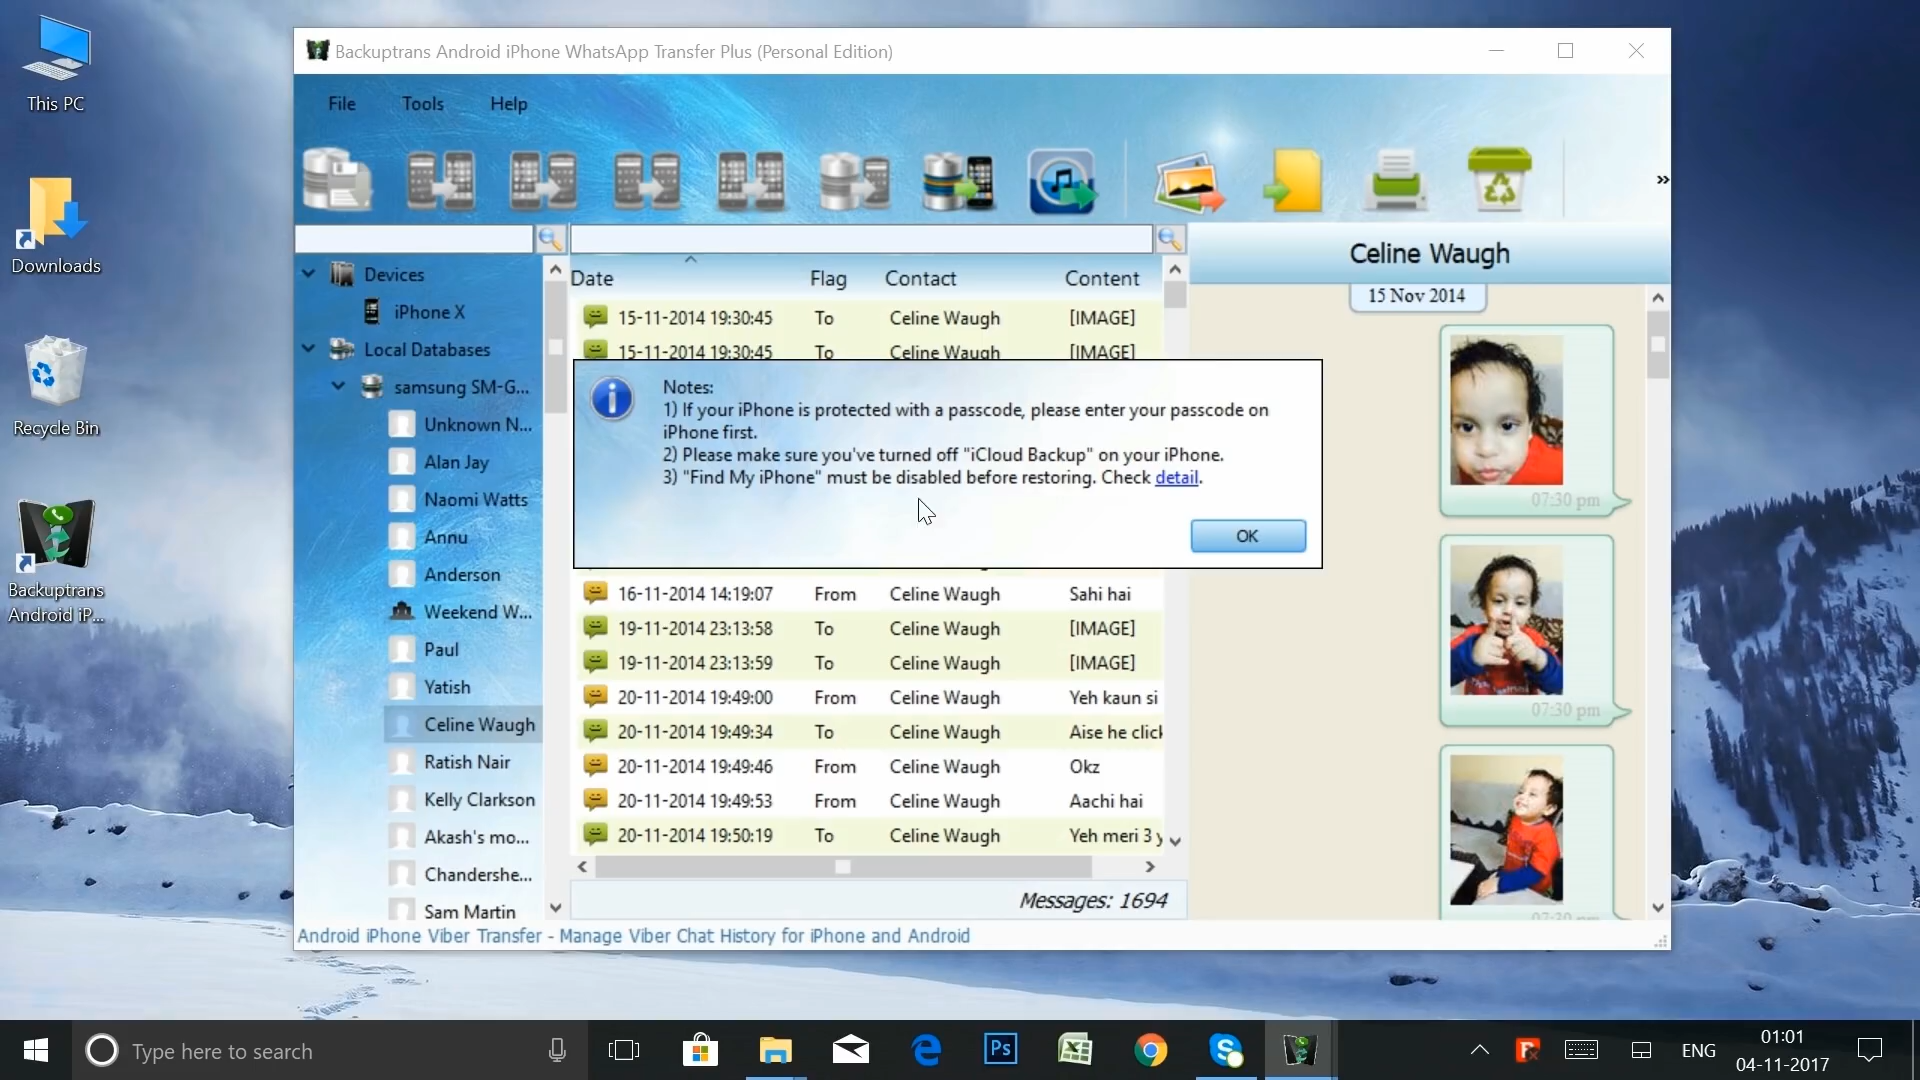 This PC
Downloads
Recycle Bin
Backuptrans
Android iP...
Backuptrans Android iPhone WhatsApp Transfer Plus (Personal Edition)
File Tools Help
»
Devices
iPhone X
Local Databases
samsung SM-G...
Unknown N...
Alan Jay
Naomi Watts
Annu
Anderson
Weekend W...
Paul
Yatish
Celine Waugh
Ratish Nair
Kelly Clarkson
Akash's mo...
Chandershe...
Sam Martin
Date Flag Contact Content
15-11-2014 19:30:45 To Celine Waugh [IMAGE]
15-11-2014 19:30:45 To Celine Waugh [IMAGE]
Notes:
1) If your iPhone is protected with a passcode, please enter your passcode on
iPhone first.
2) Please make sure you've turned off "iCloud Backup" on your iPhone.
3) "Find My iPhone" must be disabled before restoring. Check detail.
OK
16-11-2014 14:19:07 From Celine Waugh Sahi hai
19-11-2014 23:13:58 To Celine Waugh [IMAGE]
19-11-2014 23:13:59 To Celine Waugh [IMAGE]
20-11-2014 19:49:00 From Celine Waugh Yeh kaun si
20-11-2014 19:49:34 To Celine Waugh Aise he click
20-11-2014 19:49:46 From Celine Waugh Okz
20-11-2014 19:49:53 From Celine Waugh Aachi hai
20-11-2014 19:50:19 To Celine Waugh Yeh meri 3 y
Messages: 1694
Celine Waugh
15 Nov 2014
07:30 pm
07:30 pm
07:30 pm
Android iPhone Viber Transfer - Manage Viber Chat History for iPhone and Android
Type here to search
Ps
ENG
01:01
04-11-2017